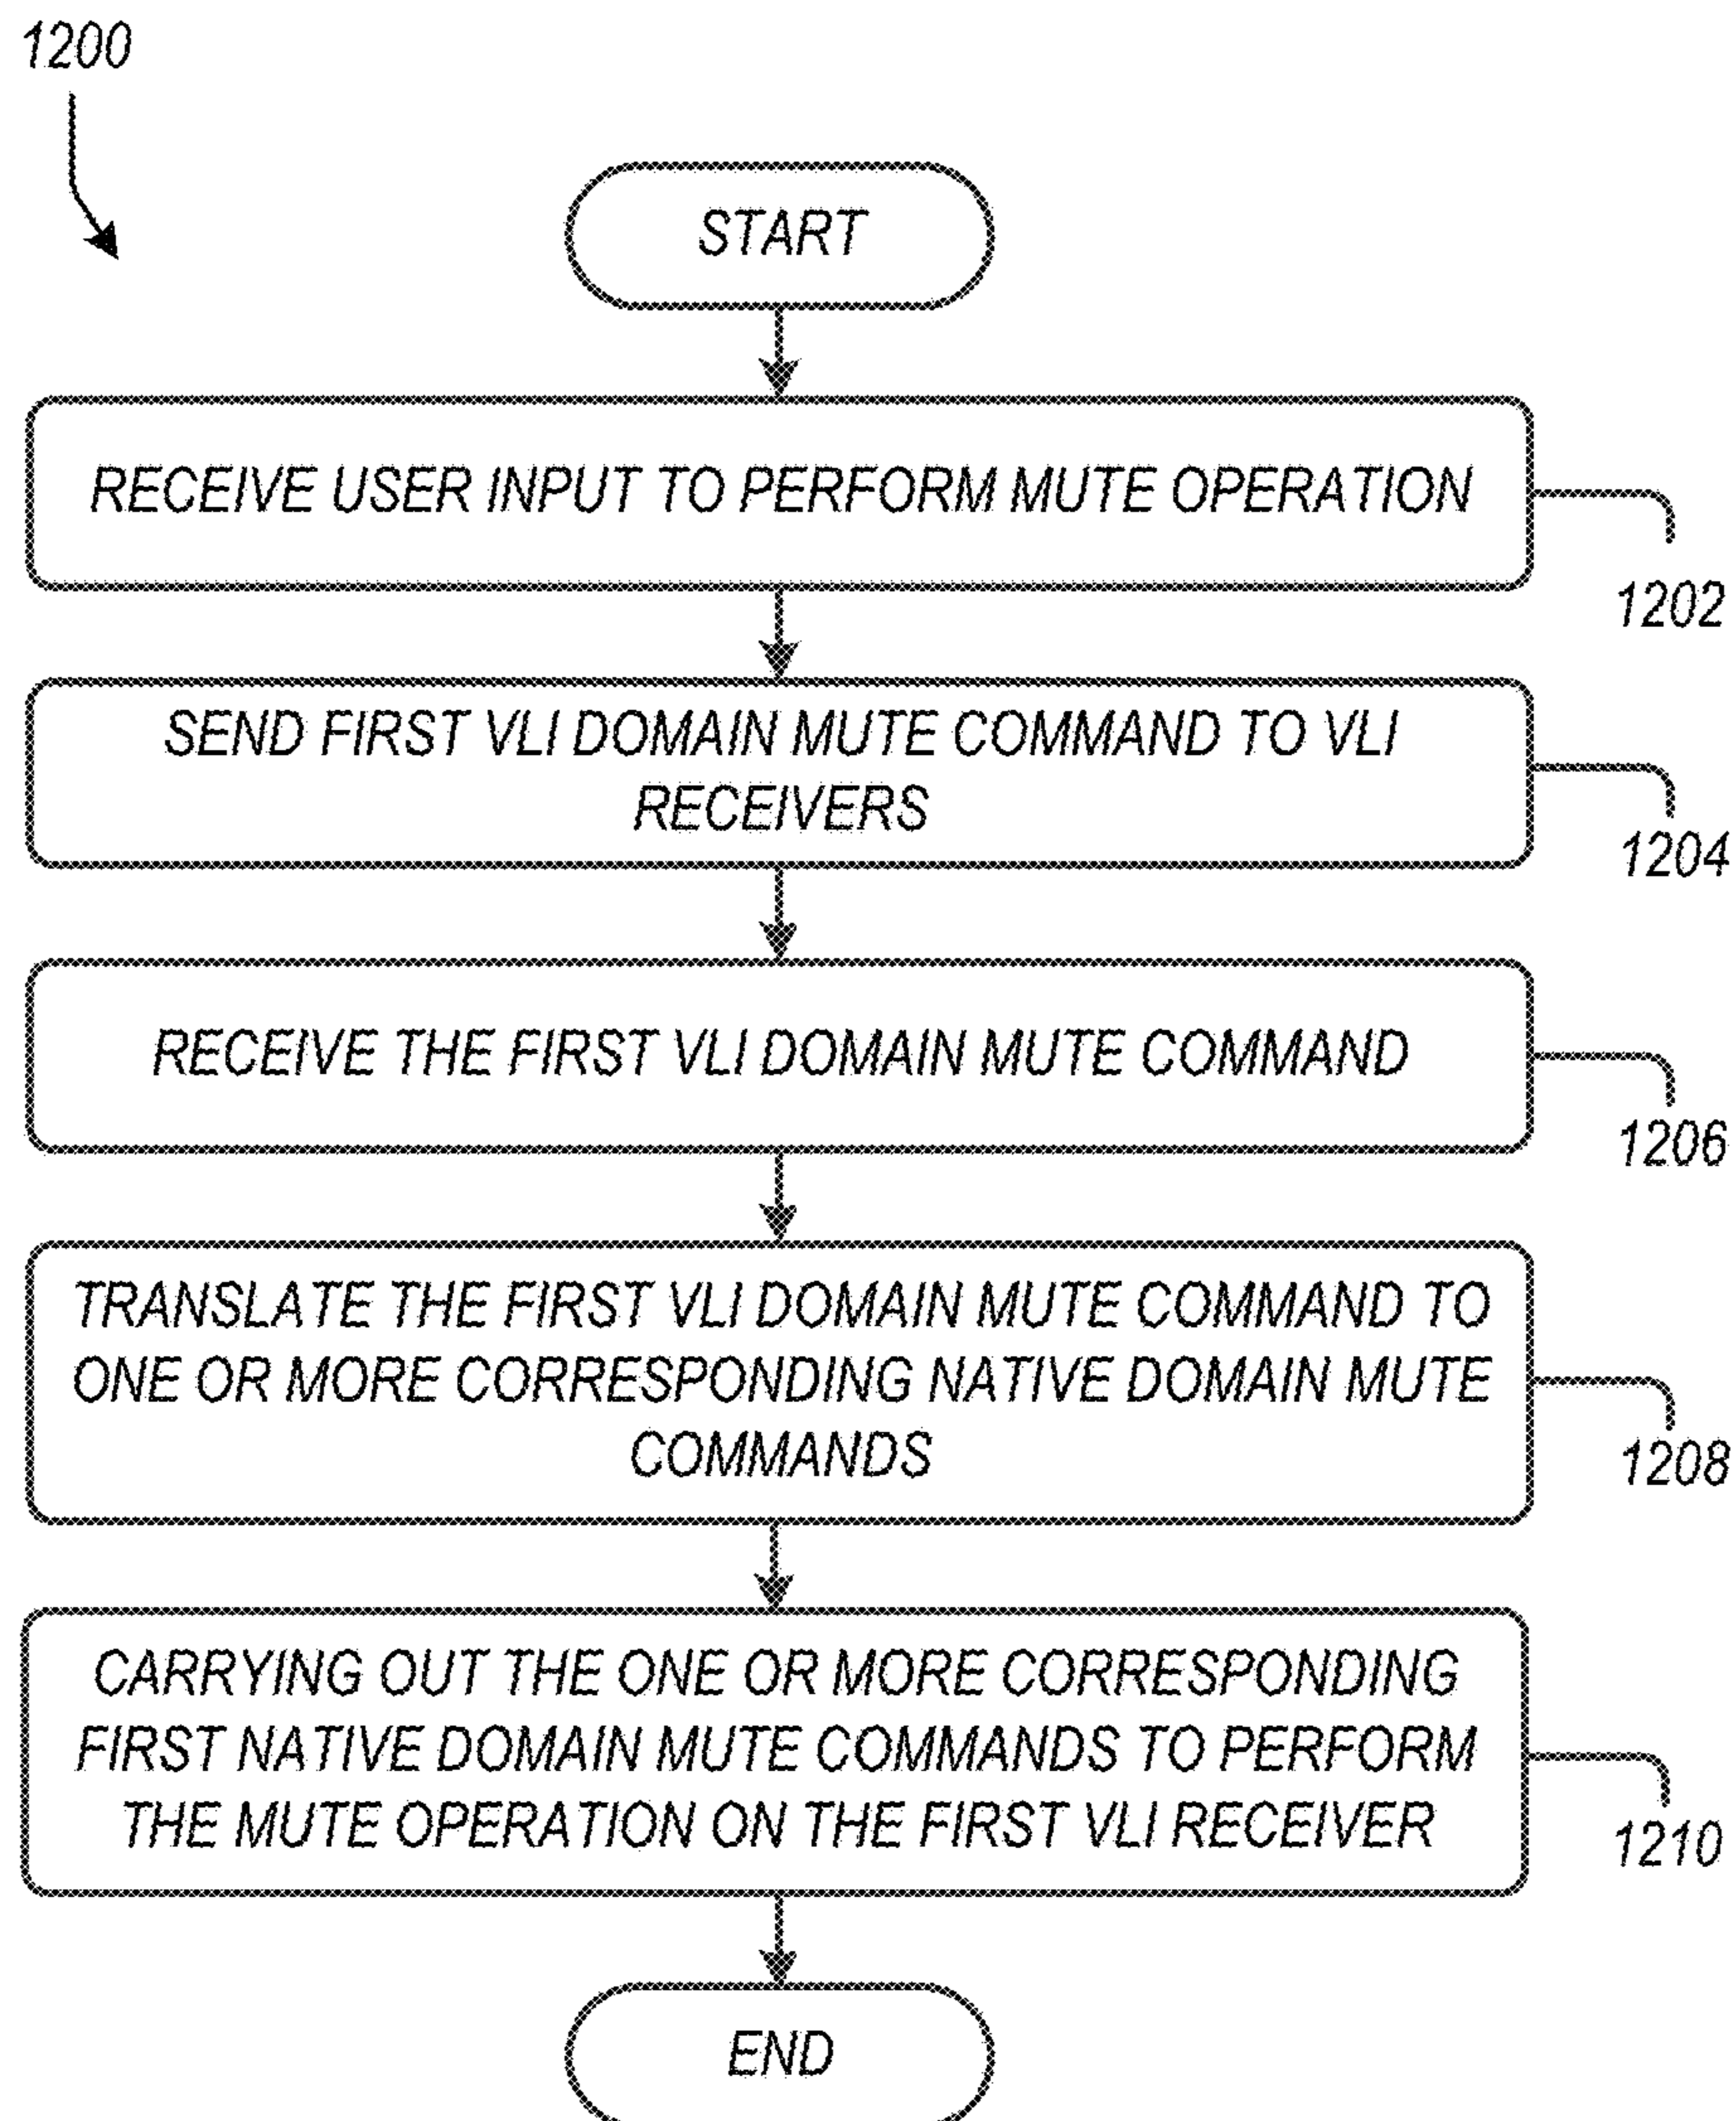 1200
START
RECEIVE USER INPUT TO PERFORM MUTE OPERATION
1202
SEND FIRST VLI DOMAIN MUTE COMMAND TO VLI
RECEIVERS
1204
RECEIVE THE FIRST VLI DOMAIN MUTE COMMAND
1206
TRANSLATE THE FIRST VLI DOMAIN MUTE COMMAND TO
ONE OR MORE CORRESPONDING NATIVE DOMAIN MUTE
COMMANDS
1208
CARRYING OUT THE ONE OR MORE CORRESPONDING
FIRST NATIVE DOMAIN MUTE COMMANDS TO PERFORM
THE MUTE OPERATION ON THE FIRST VLI RECEIVER
1210
END